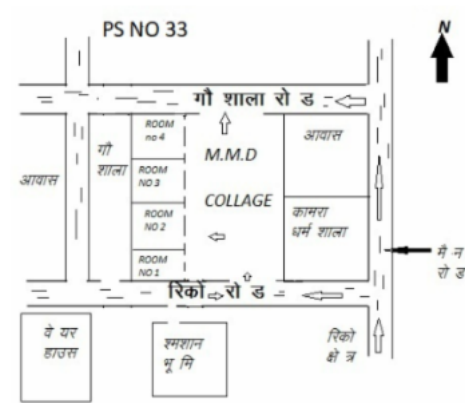 PS NO 33
N
गौ शाला रो ड
ROOM
no 4
ROOM
NO 3
ROOM
NO 2
ROOM
NO 1
गौ
शाला
आवास
M.M.D
COLLAGE
आवास
कामरा
धर्म शाला
मै न
रो ड
रिको रो ड
वे यर
हाउस
श्मशान
भू मि
रिको
क्षे त्र